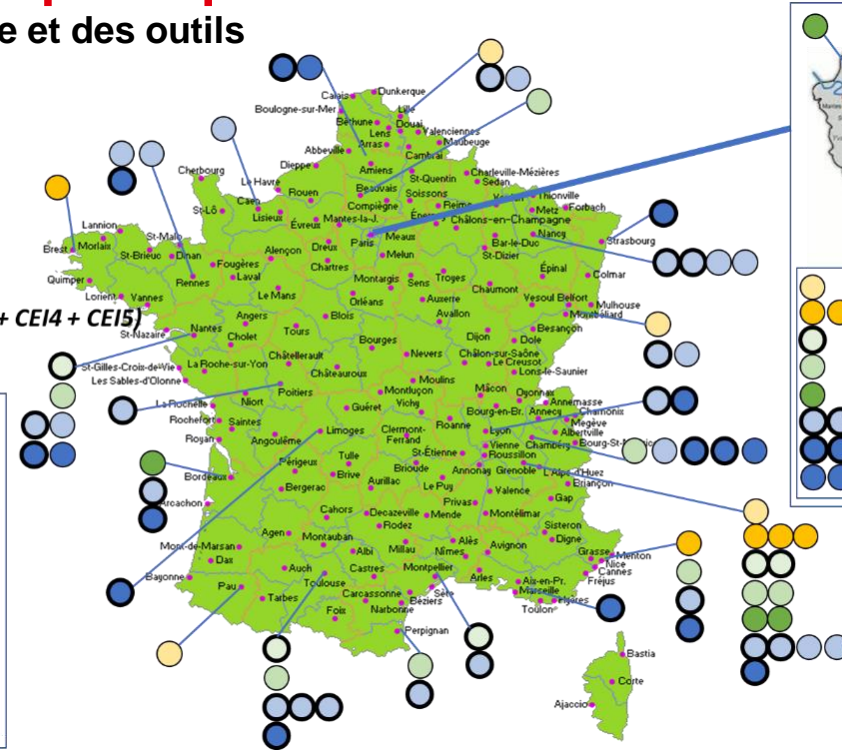 e et des outils
Dunkerque
Calais
Boulogne-sur-Mer
Lille
Béthune
Douai
Lens
Valenciennes
Arras
Maubeuge
Abbeville
Cambrai
Cherbourg
Dieppe
Amiens
St-Quentin
Charleville-Mézières
Sedan
Le Havre
Rouen
Beauvais
Soissons
Compiègne
Thionville
St-Lô
Caen
Lisieux
Évreux
Mantes-la-J.
Reims
Metz
Forbach
Châlons-en-Champagne
Lannion
Morlaix
Brest
St-Malo
St-Brieuc
Dinan
Alençon
Dreux
Paris
Meaux
Melun
Nancy
Bar-le-Duc
St-Dizier
Strasbourg
Quimper
Fougères
Laval
Rennes
Chartres
Épinal
Colmar
Lorient
Vannes
Le Mans
Montargis
Sens
Troyes
Chaumont
Orléans
Auxerre
Vesoul
Belfort
Mulhouse
Montbéliard
+ CEI4 + CEI5)
Angers
Blois
Avallon
St-Nazaire
Nantes
Cholet
Tours
Bourges
Dijon
Besançon
Dole
St-Gilles-Croix-de-Vie
La Roche-sur-Yon
Les Sables-d'Olonne
Châtellerault
Châteauroux
Nevers
Châlon-sur-Saône
Le Creusot
Lons-le-Saunier
Poitiers
Moulins
Montluçon
Mâcon
Oyonnax
Annemasse
La Rochelle
Niort
Guéret
Vichy
Bourg-en-Br.
Annecy
Chamonix
Megève
Rochefort
Saintes
Limoges
Clermont-
Ferrand
Roanne
Lyon
Albertville
Royan
Angoulême
Vienne
Chambéry
St-Étienne
Roussillon
Périgueux
Tulle
Brive
Brioude
Annonay
Grenoble
L'Alpe-d'Huez
Bordeaux
Bergerac
Aurillac
Le Puy
Valence
Briançon
Arcachon
Cahors
Decazeville
Mende
Privas
Montélimar
Gap
Rodez
Sisteron
Agen
Montauban
Digne
Mont-de-Marsan
Albi
Millau
Alès
Nîmes
Avignon
Grasse
Menton
Nice
Cannes
Fréjus
Dax
Auch
Castres
Montpellier
Bayonne
Pau
Toulouse
Arles
Aix-en-Pr.
Marseille
Tarbes
Carcassonne
Sète
Béziers
Narbonne
Hyères
Toulon
Foix
Perpignan
Bastia
Corte
Ajaccio